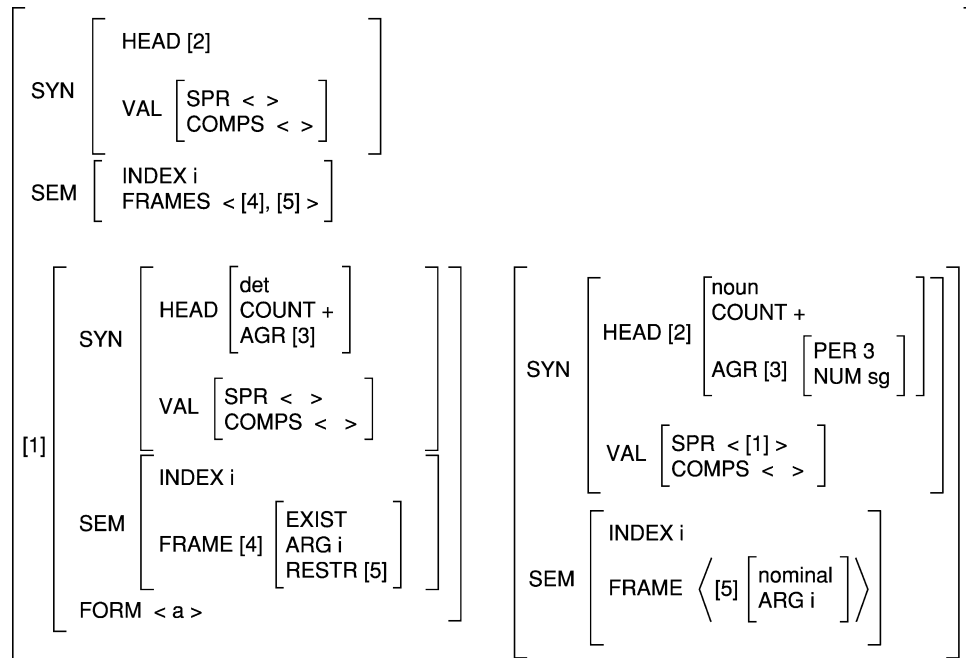 HEAD [2]
SYN
VAL SPR < >
COMPS < >
SEM INDEX i
FRAMES < [4], [5] >
[1]
SYN HEAD det
COUNT +
AGR [3]
VAL SPR < >
COMPS < >
SEM INDEX i
FRAME [4] EXIST
ARG i
RESTR [5]
FORM < a >
SYN HEAD [2] noun
COUNT +
AGR [3] PER 3
NUM sg
VAL SPR < [1] >
COMPS < >
SEM INDEX i
FRAME 〈 [5] nominal 〉
ARG i